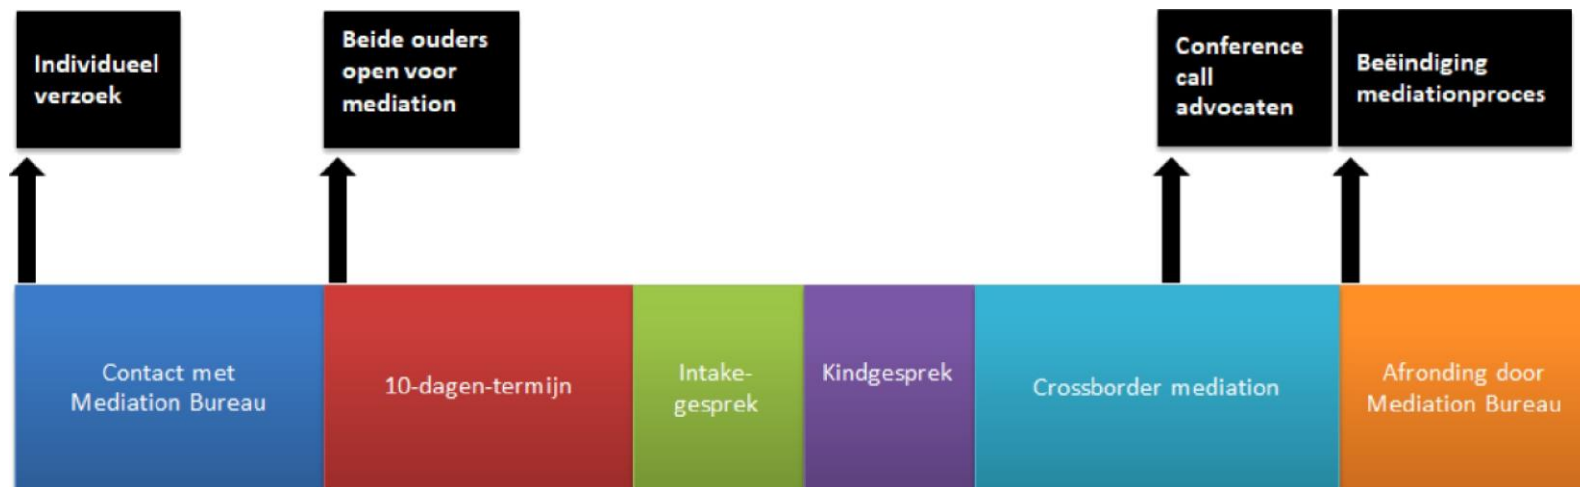 Individueel
verzoek
Beide ouders
open voor
mediation
Conference
call
advocaten
Beëindiging
mediationproces
Contact met
Mediation Bureau
10-dagen-termijn
Intake-
gesprek
Kindgesprek
Crossborder mediation
Afronding door
Mediation Bureau